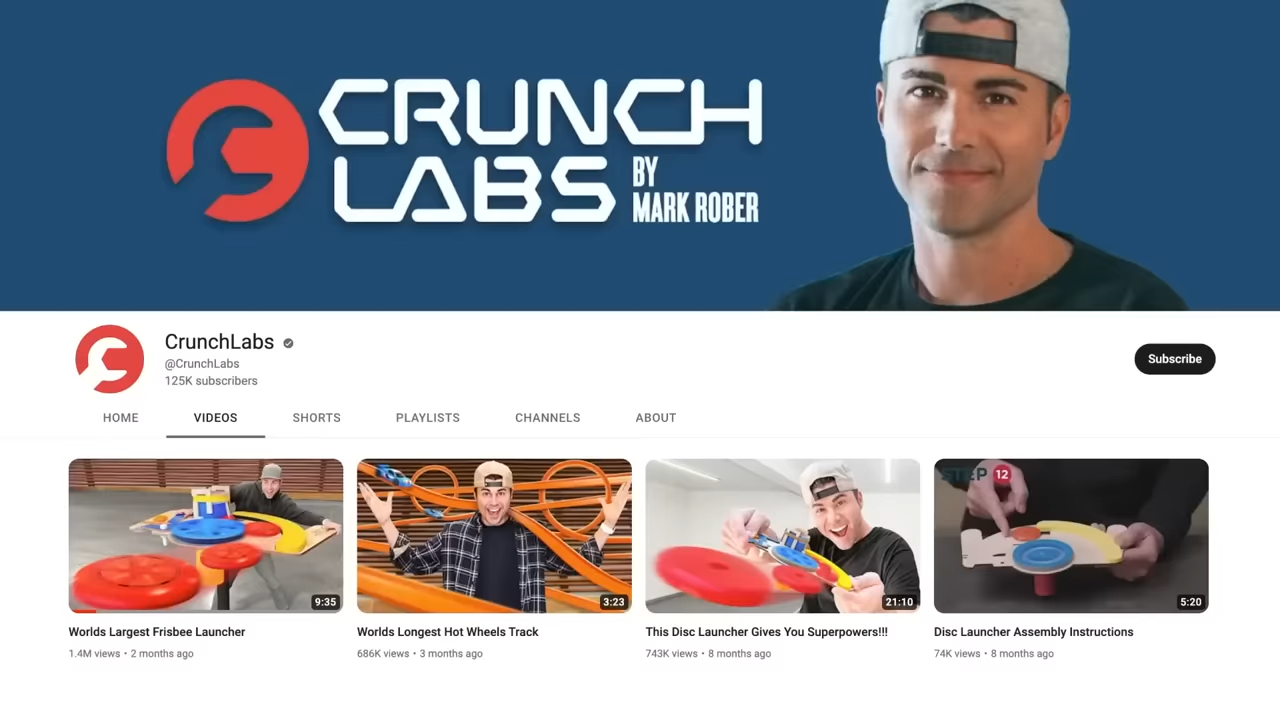 CRUNCH
LABS BY
MARK ROBER
CrunchLabs
@CrunchLabs
125K subscribers
Subscribe
HOME VIDEOS SHORTS PLAYLISTS CHANNELS ABOUT
STEP 12
9:35 3:23 21:10 5:20
Worlds Largest Frisbee Launcher Worlds Longest Hot Wheels Track This Disc Launcher Gives You Superpowers!!! Disc Launcher Assembly Instructions
1.4M views • 2 months ago 686K views • 3 months ago 743K views • 8 months ago 74K views • 8 months ago